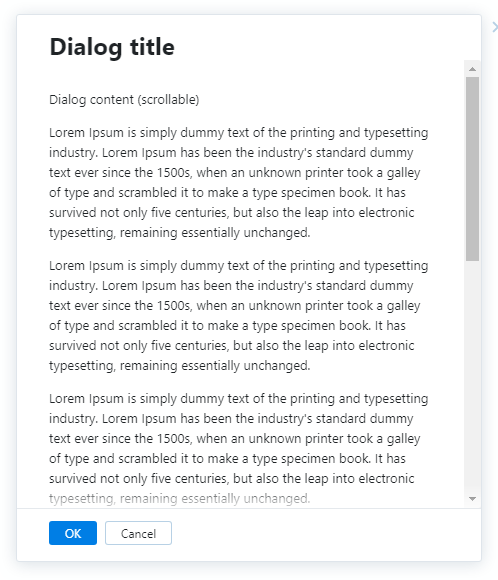 Dialog title
Dialog content (scrollable)
Lorem Ipsum is simply dummy text of the printing and typesetting
industry. Lorem Ipsum has been the industry's standard dummy
text ever since the 1500s, when an unknown printer took a galley
of type and scrambled it to make a type specimen book. It has
survived not only five centuries, but also the leap into electronic
typesetting, remaining essentially unchanged.
Lorem Ipsum is simply dummy text of the printing and typesetting
industry. Lorem Ipsum has been the industry's standard dummy
text ever since the 1500s, when an unknown printer took a galley
of type and scrambled it to make a type specimen book. It has
survived not only five centuries, but also the leap into electronic
typesetting, remaining essentially unchanged.
Lorem Ipsum is simply dummy text of the printing and typesetting
industry. Lorem Ipsum has been the industry's standard dummy
text ever since the 1500s, when an unknown printer took a galley
of type and scrambled it to make a type specimen book. It has
survived not only five centuries, but also the leap into electronic
typesetting, remaining essentially unchanged.
OK Cancel